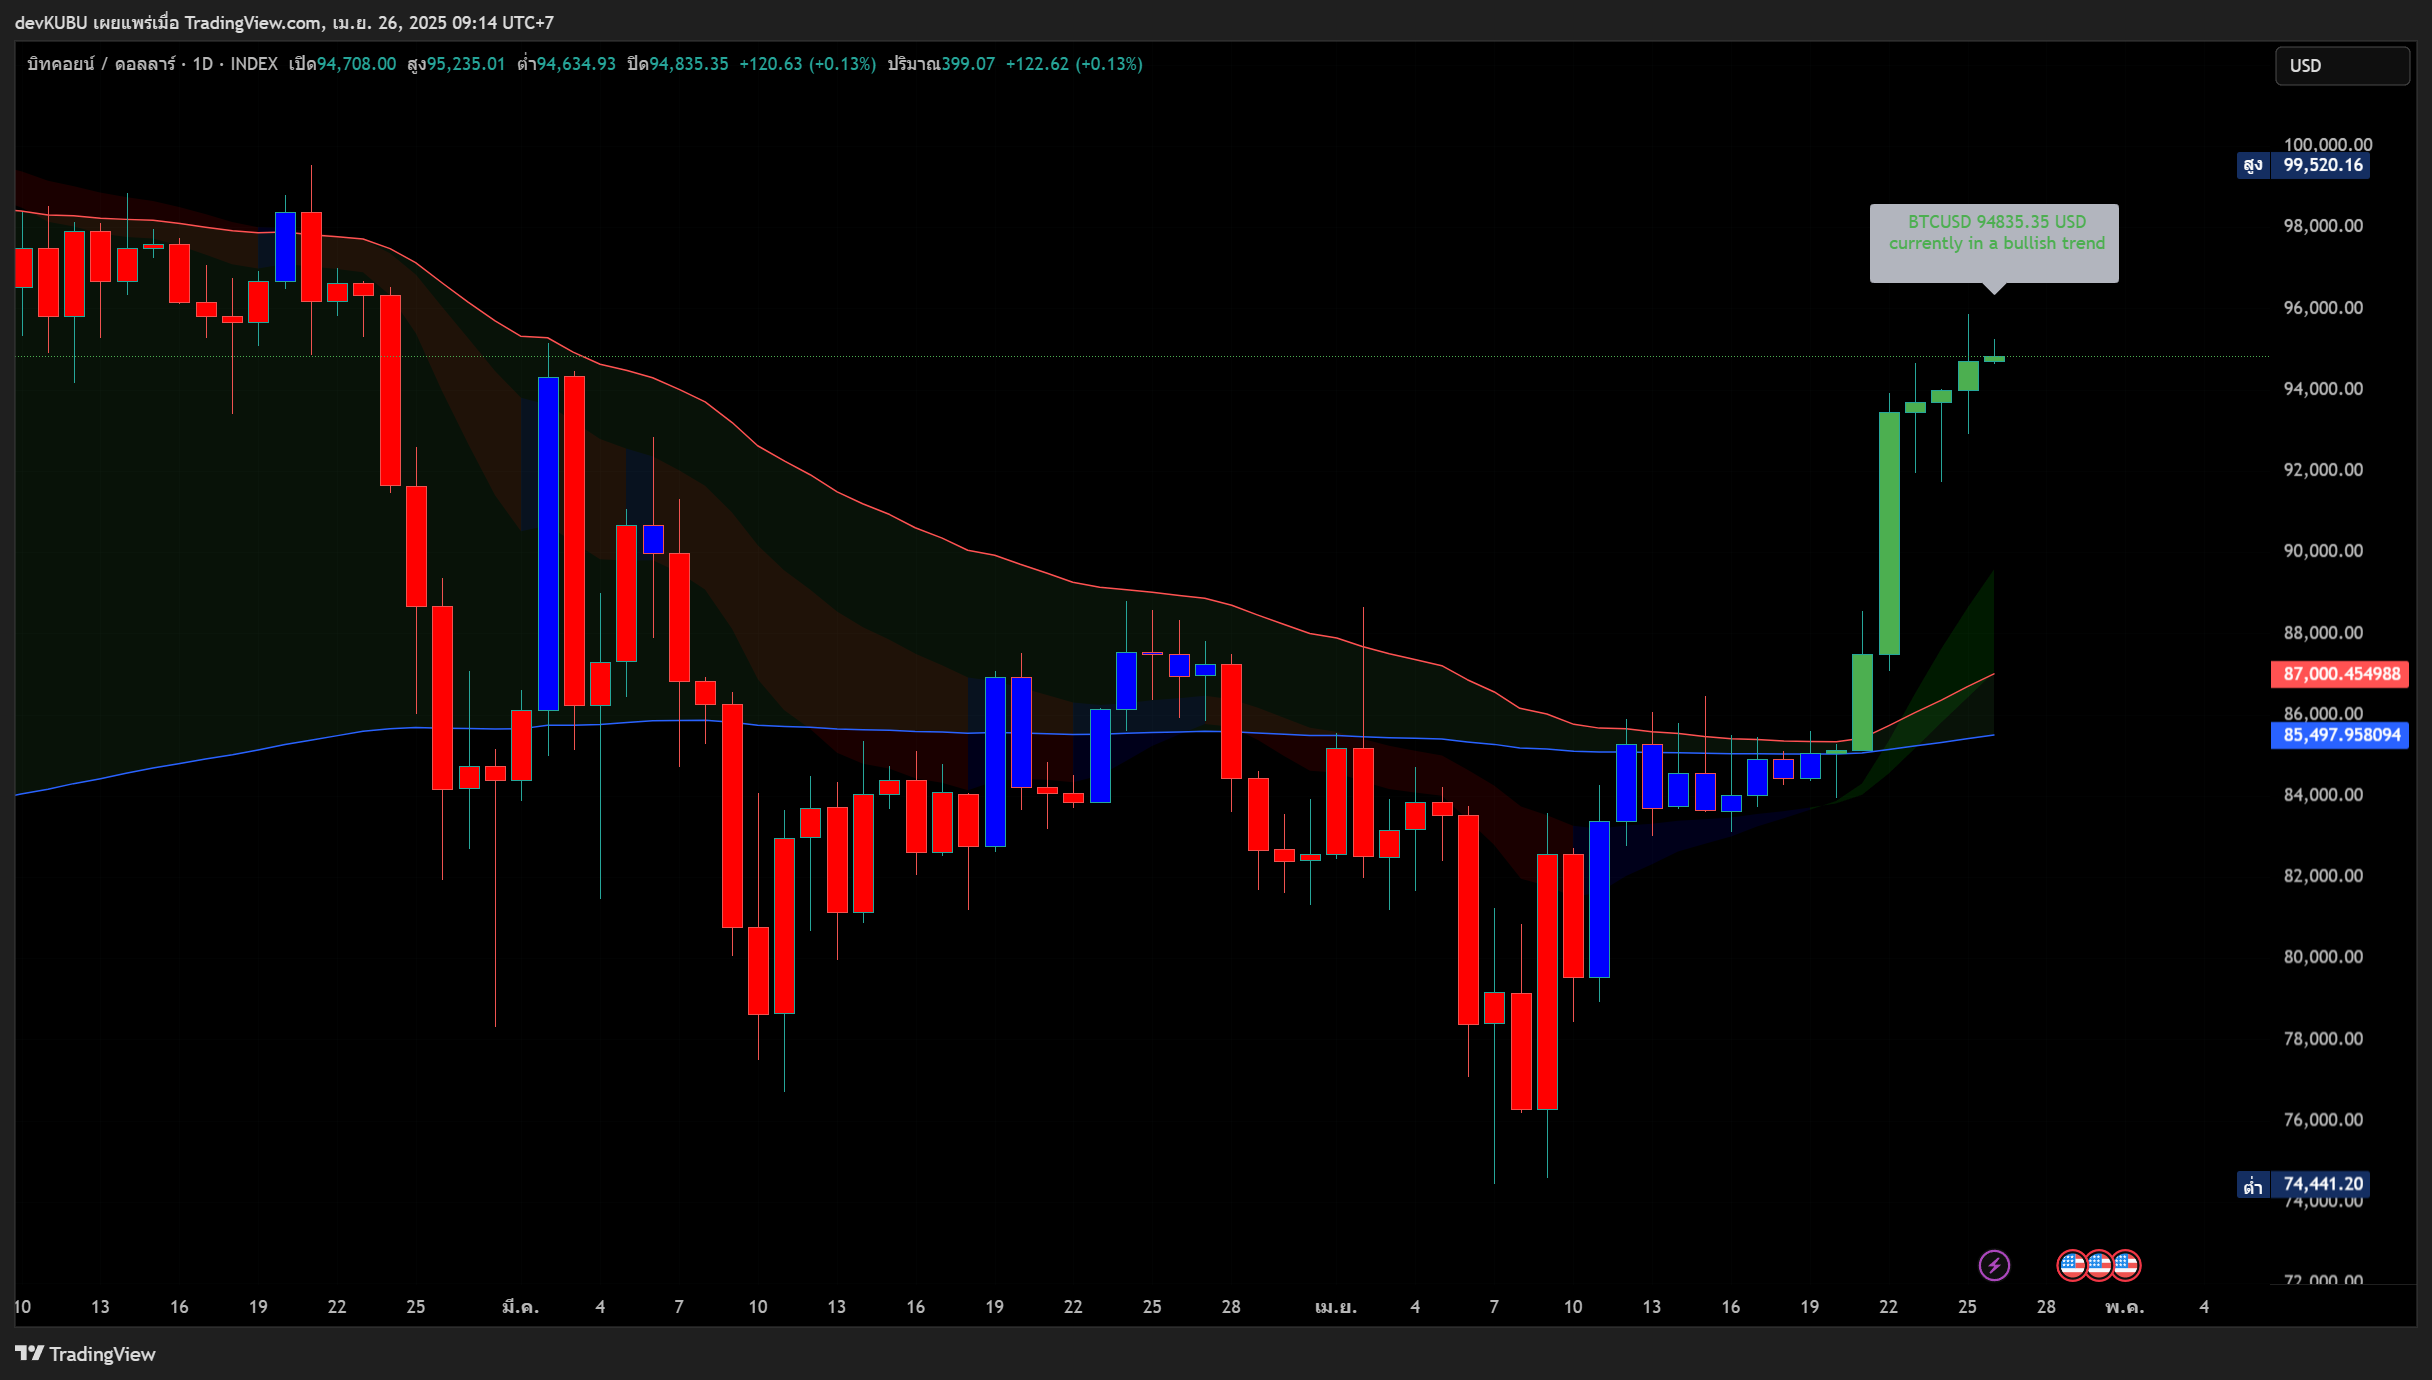 devKUBU เผยแพร่เมื่อ TradingView.com, เม.ย. 26, 2025 09:14 UTC+7
บิทคอยน์ / ดอลลาร์ · 1D · INDEX เปิด94,708.00 สูง95,235.01 ต่ำ94,634.93 ปิด94,835.35 +120.63 (+0.13%) ปริมาณ399.07 +122.62 (+0.13%)
USD
100,000.00
สูง 99,520.16
BTCUSD 94835.35 USD
currently in a bullish trend
98,000.00
96,000.00
94,000.00
92,000.00
90,000.00
88,000.00
87,000.454988
86,000.00
85,497.958094
84,000.00
82,000.00
80,000.00
78,000.00
76,000.00
ต่ำ 74,441.20
74,000.00
72,000.00
10 13 16 19 22 25 มี.ค. 4 7 10 13 16 19 22 25 28 เม.ย. 4 7 10 13 16 19 22 25 28 พ.ค. 4
TradingView